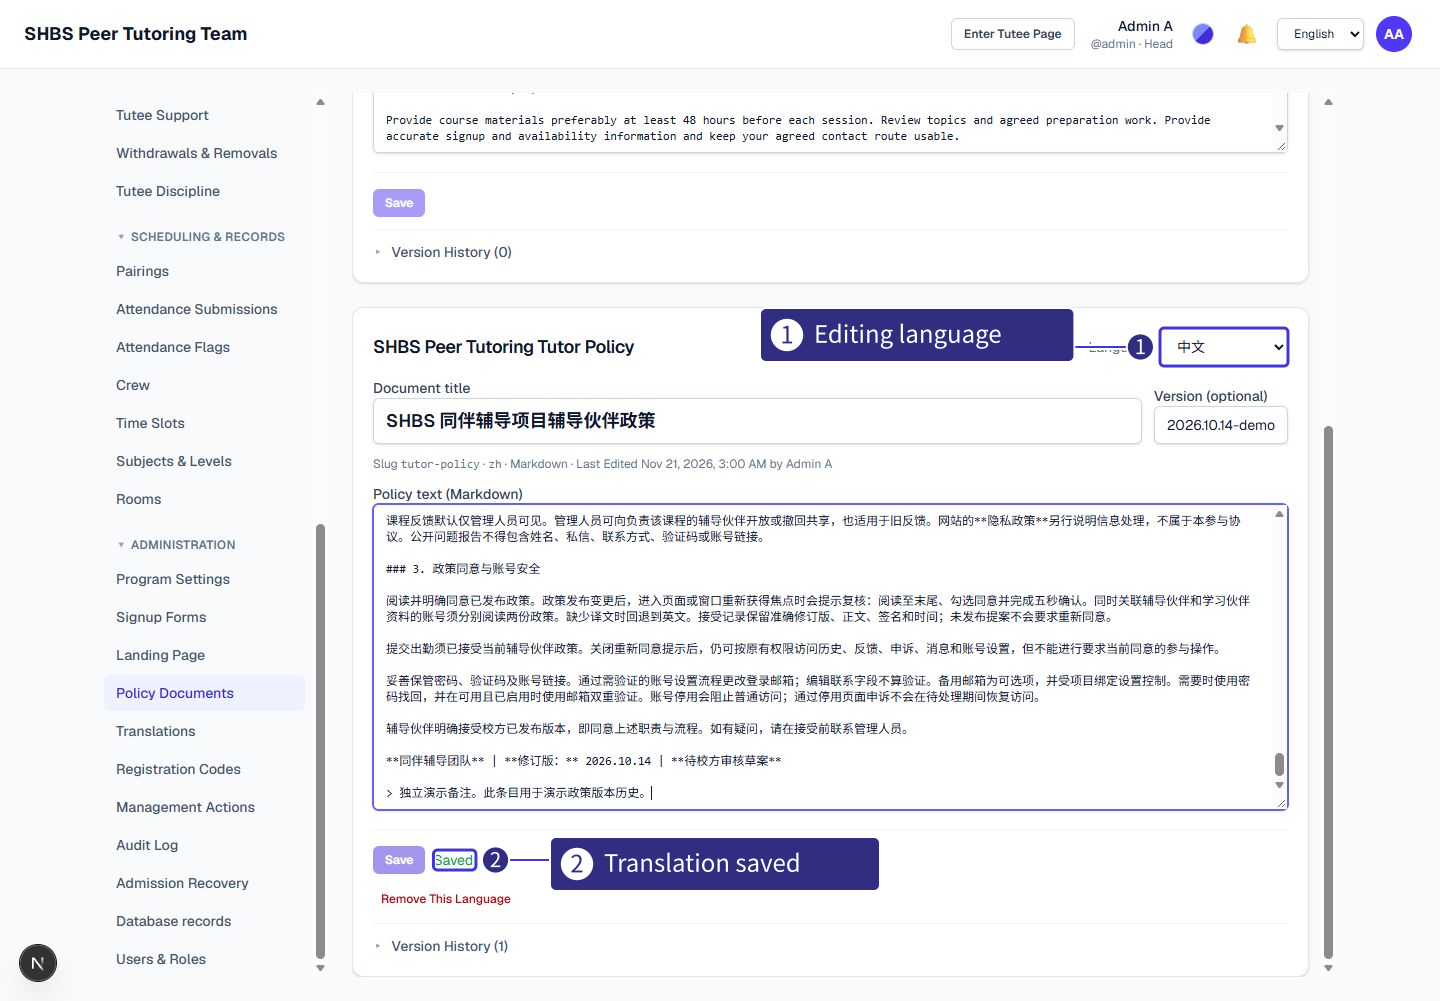 SHBS Peer Tutoring Team
Enter Tutee Page
Admin A
@admin · Head
English
AA
Tutee Support
Withdrawals & Removals
Tutee Discipline
SCHEDULING & RECORDS
Pairings
Attendance Submissions
Attendance Flags
Crew
Time Slots
Subjects & Levels
Rooms
ADMINISTRATION
Program Settings
Signup Forms
Landing Page
Policy Documents
Translations
Registration Codes
Management Actions
Audit Log
Admission Recovery
Database records
Users & Roles
N
Provide course materials preferably at least 48 hours before each session. Review topics and agreed preparation work. Provide
accurate signup and availability information and keep your agreed contact route usable.
Save
Version History (0)
SHBS Peer Tutoring Tutor Policy
1 Editing language
1
中文
Document title
Version (optional)
SHBS 同伴辅导项目辅导伙伴政策
2026.10.14-demo
Slug tutor-policy · zh · Markdown · Last Edited Nov 21, 2026, 3:00 AM by Admin A
Policy text (Markdown)
课程反馈默认仅管理人员可见。管理人员可向负责该课程的辅导伙伴开放或撤回共享，也适用于旧反馈。网站的**隐私政策**另行说明信息处理，不属于本参与协
议。公开问题报告不得包含姓名、私信、联系方式、验证码或账号链接。
### 3. 政策同意与账号安全
阅读并明确同意已发布政策。政策发布变更后，进入页面或窗口重新获得焦点时会提示复核：阅读至末尾、勾选同意并完成五秒确认。同时关联辅导伙伴和学习伙伴
资料的账号须分别阅读两份政策。缺少译文时回退到英文。接受记录保留准确修订版、正文、签名和时间；未发布提案不会要求重新同意。
提交出勤须已接受当前辅导伙伴政策。关闭重新同意提示后，仍可按原有权限访问历史、反馈、申诉、消息和账号设置，但不能进行要求当前同意的参与操作。
妥善保管密码、验证码及账号链接。通过需验证的账号设置流程更改登录邮箱；编辑联系字段不算验证。备用邮箱为可选项，并受项目绑定设置控制。需要时使用密
码找回，并在可用且已启用时使用邮箱双重验证。账号停用会阻止普通访问；通过停用页面申诉不会在待处理期间恢复访问。
辅导伙伴明确接受校方已发布版本，即同意上述职责与流程。如有疑问，请在接受前联系管理人员。
**同伴辅导团队** | **修订版：** 2026.10.14 | **待校方审核草案**
> 独立演示备注。此条目用于演示政策版本历史。
Save
Saved
2
2 Translation saved
Remove This Language
Version History (1)